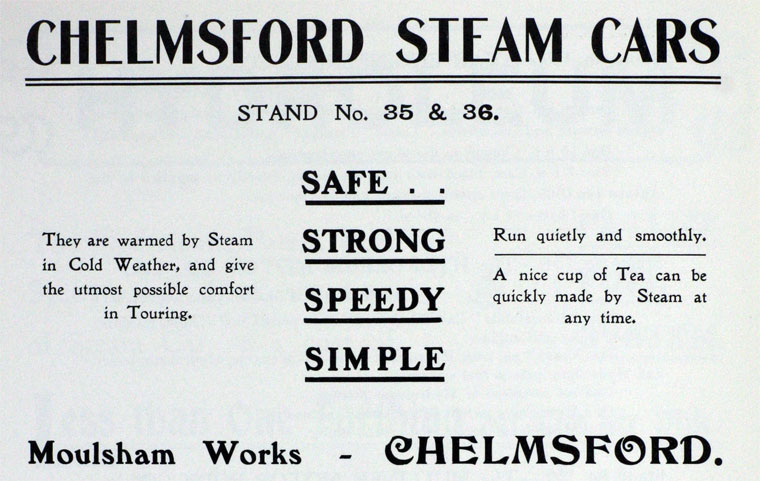 CHELMSFORD STEAM CARS
STAND No. 35 & 36.
SAFE . .
STRONG
SPEEDY
SIMPLE
They are warmed by Steam
in Cold Weather, and give
the utmost possible comfort
in Touring.
Run quietly and smoothly.
A nice cup of Tea can be
quickly made by Steam at
any time.
Moulsham Works - CHELMSFORD.